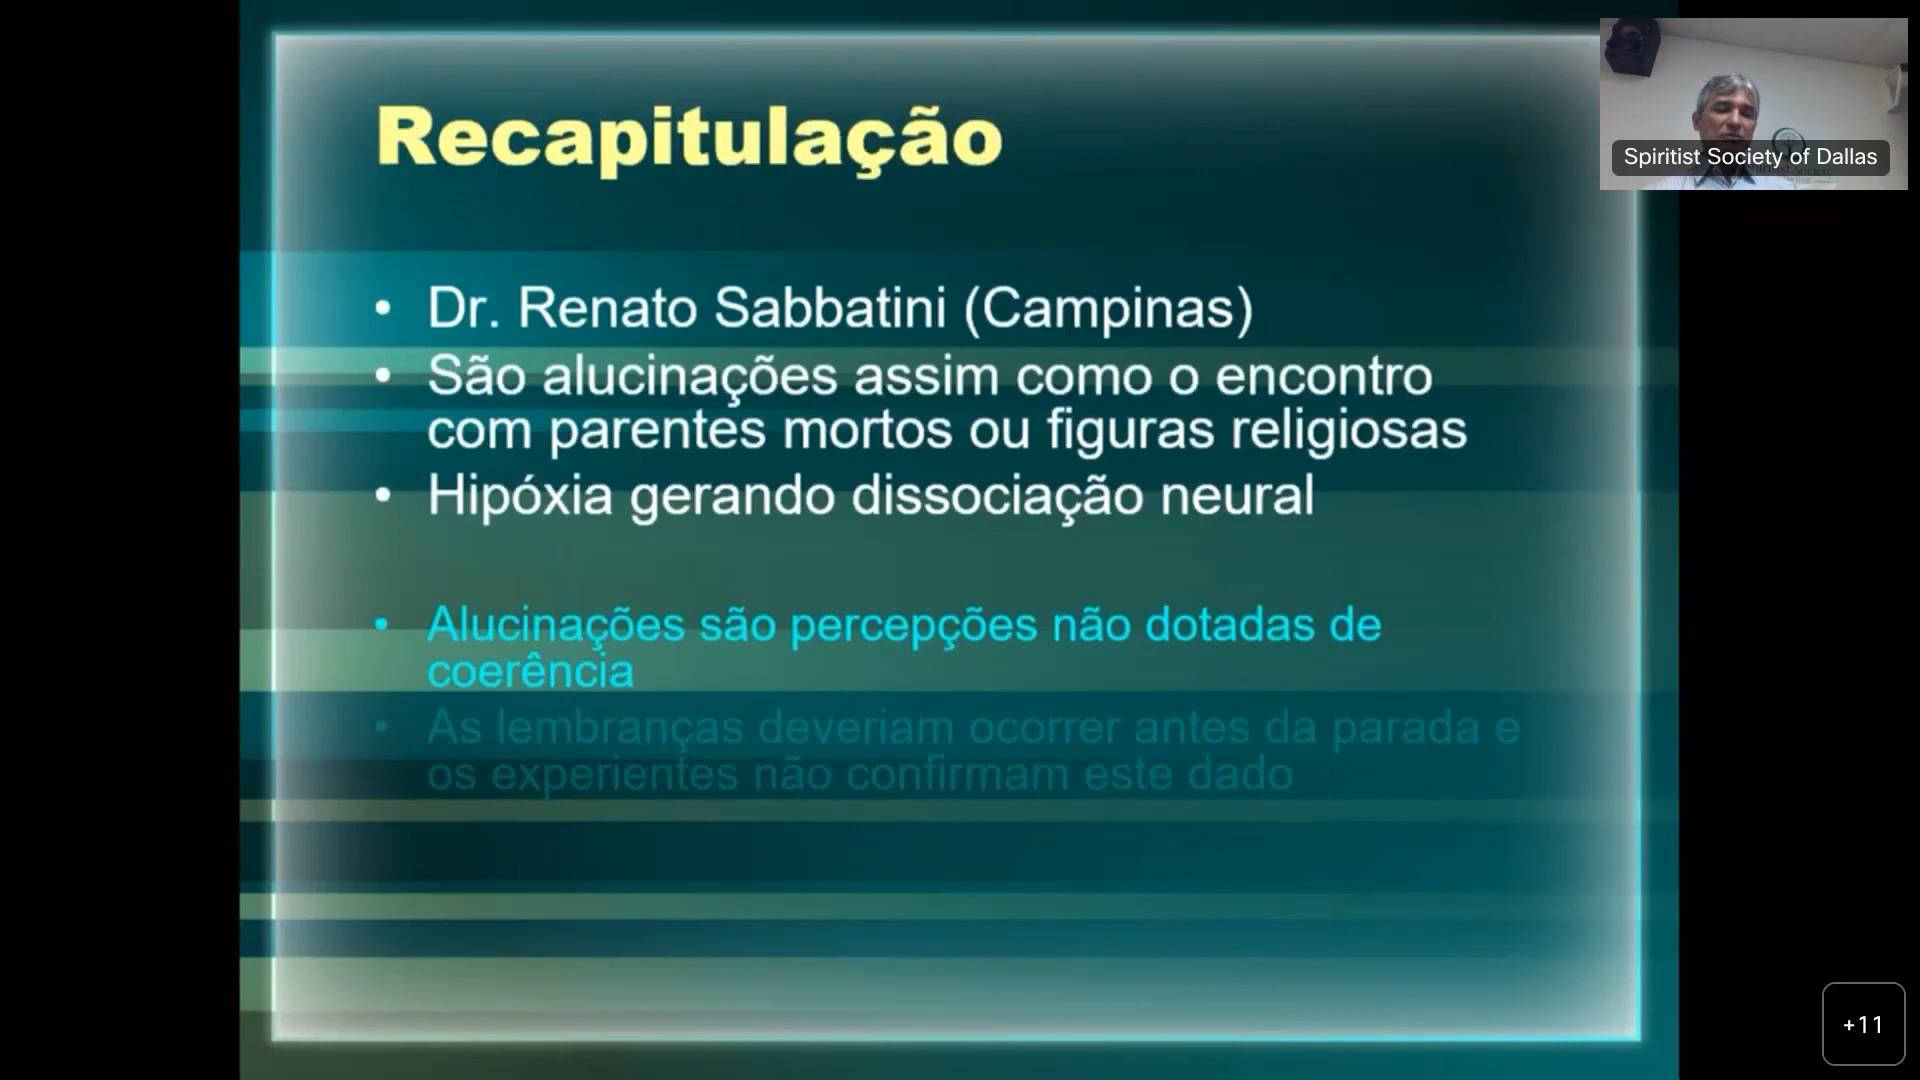 Recapitulação
• Dr. Renato Sabbatini (Campinas)
• São alucinações assim como o encontro
com parentes mortos ou figuras religiosas
• Hipóxia gerando dissociação neural
• Alucinações são percepções não dotadas de
coerência
• As lembranças deveriam ocorrer antes da parada e
os experientes não confirmam este dado
Spiritist Society of Dallas
+11